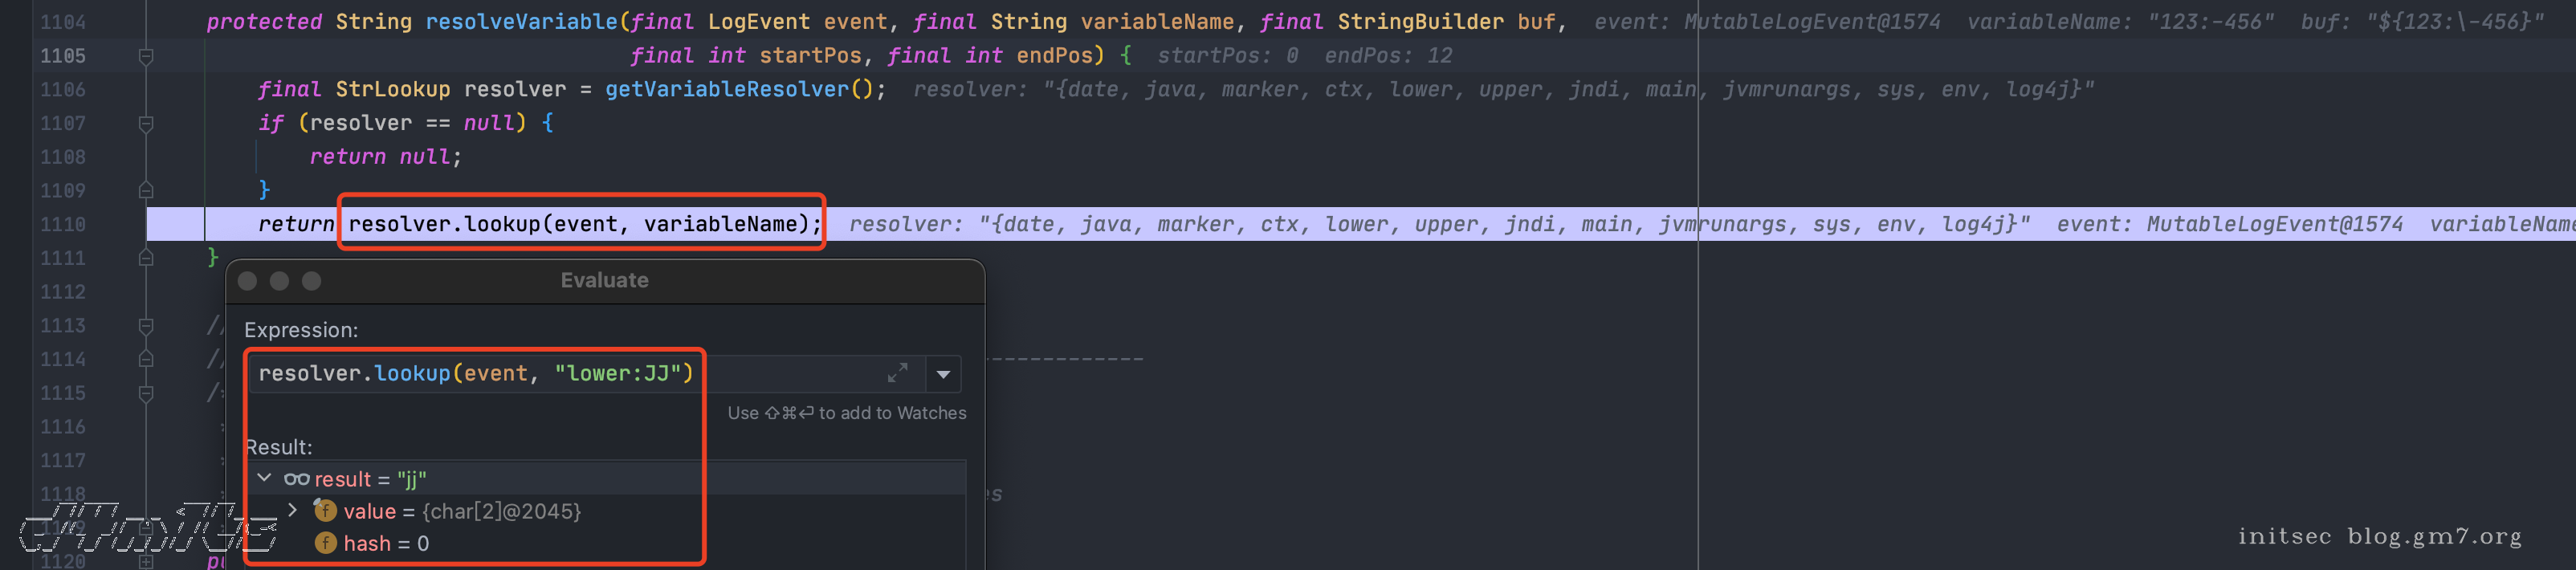 1104 protected String resolveVariable(final LogEvent event, final String variableName, final StringBuilder buf, event: MutableLogEvent@1574 variableName: "123:-456" buf: "${123:\-456}"
1105 final int startPos, final int endPos) { startPos: 0 endPos: 12
1106 final StrLookup resolver = getVariableResolver(); resolver: "{date, java, marker, ctx, lower, upper, jndi, main, jvmrunargs, sys, env, log4j}"
1107 if (resolver == null) {
1108 return null;
1109 }
1110 return resolver.lookup(event, variableName); resolver: "{date, java, marker, ctx, lower, upper, jndi, main, jvmrunargs, sys, env, log4j}" event: MutableLogEvent@1574 variableName
1111 }
1112
1113 //
1114 // ------------
1115 /*
1116 *
1117 *
1118 * es
1119
1120 pu
Evaluate
Expression:
resolver.lookup(event, "lower:JJ")
Use ⇧⌘⏎ to add to Watches
Result:
result = "jj"
value = {char[2]@2045}
hash = 0
initsec blog.gm7.org